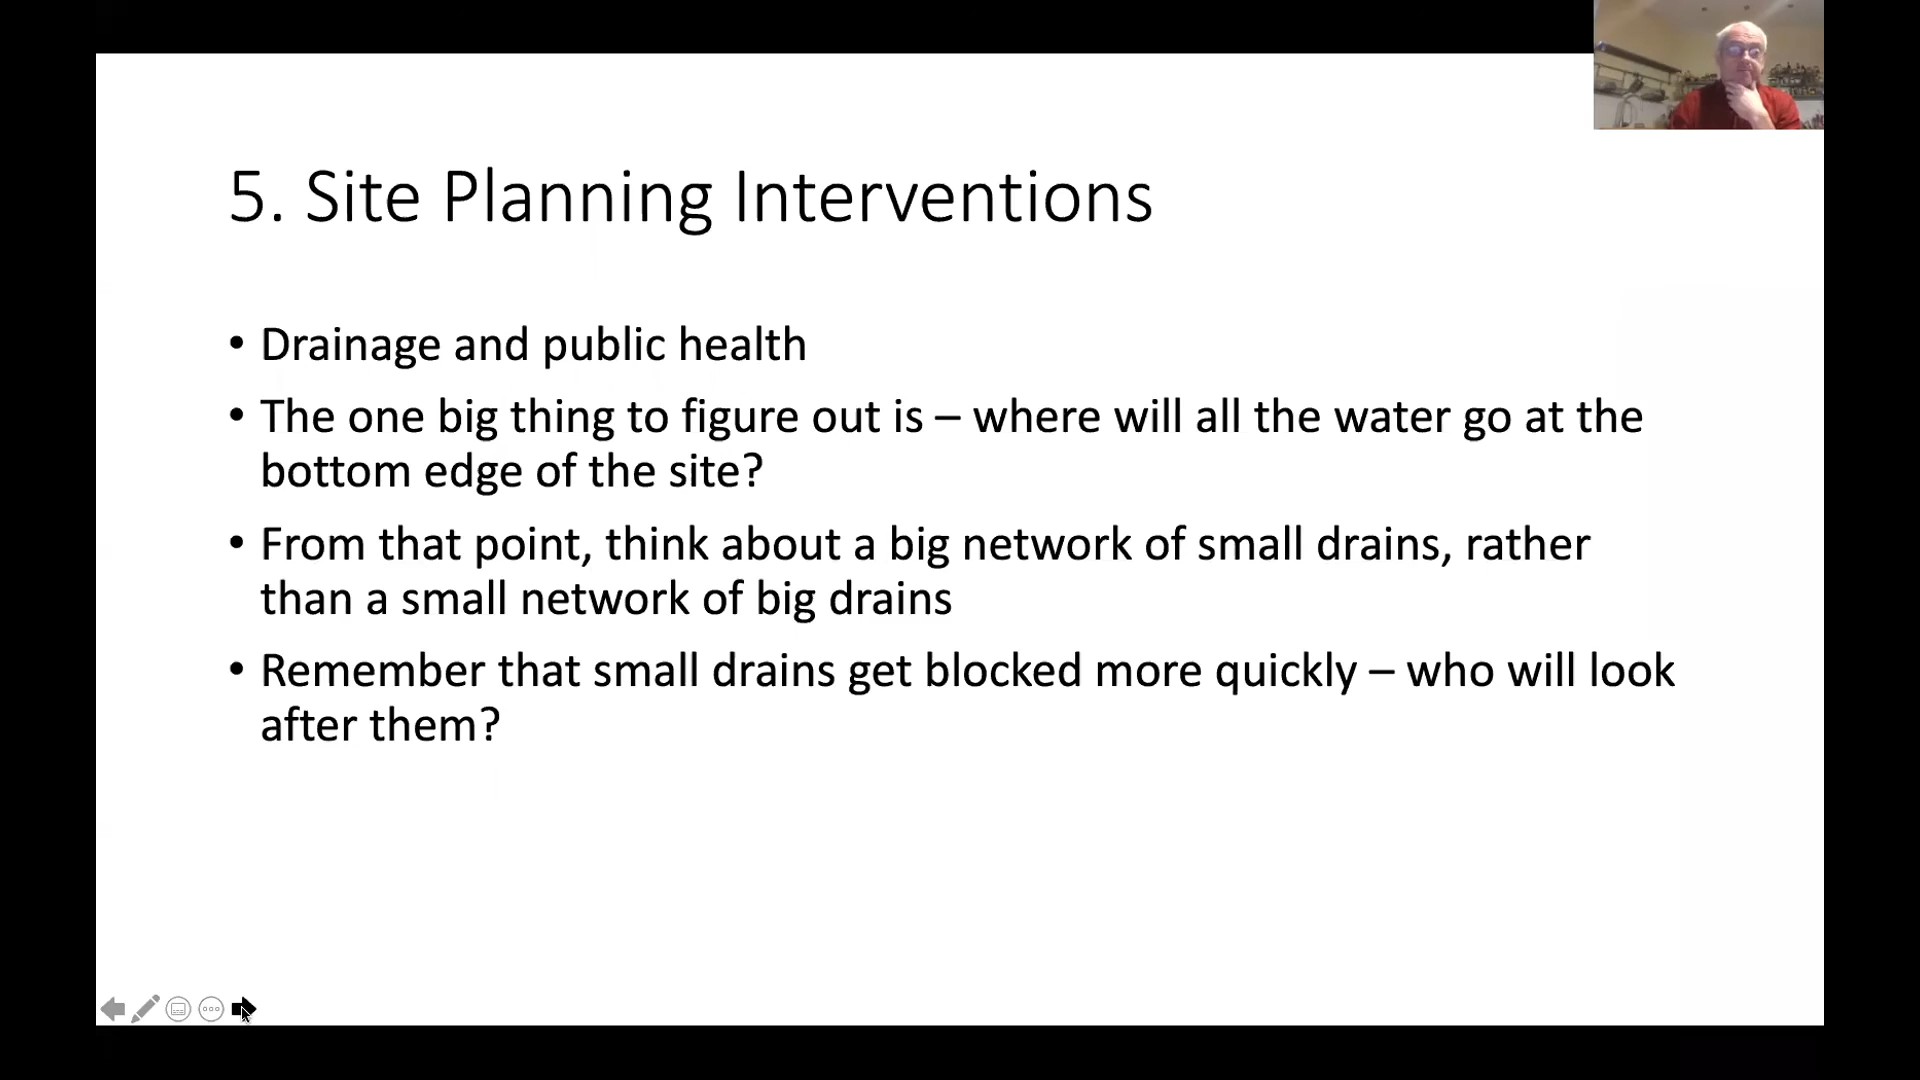 5. Site Planning Interventions
• Drainage and public health
• The one big thing to figure out is – where will all the water go at the
bottom edge of the site?
• From that point, think about a big network of small drains, rather
than a small network of big drains
• Remember that small drains get blocked more quickly – who will look
after them?